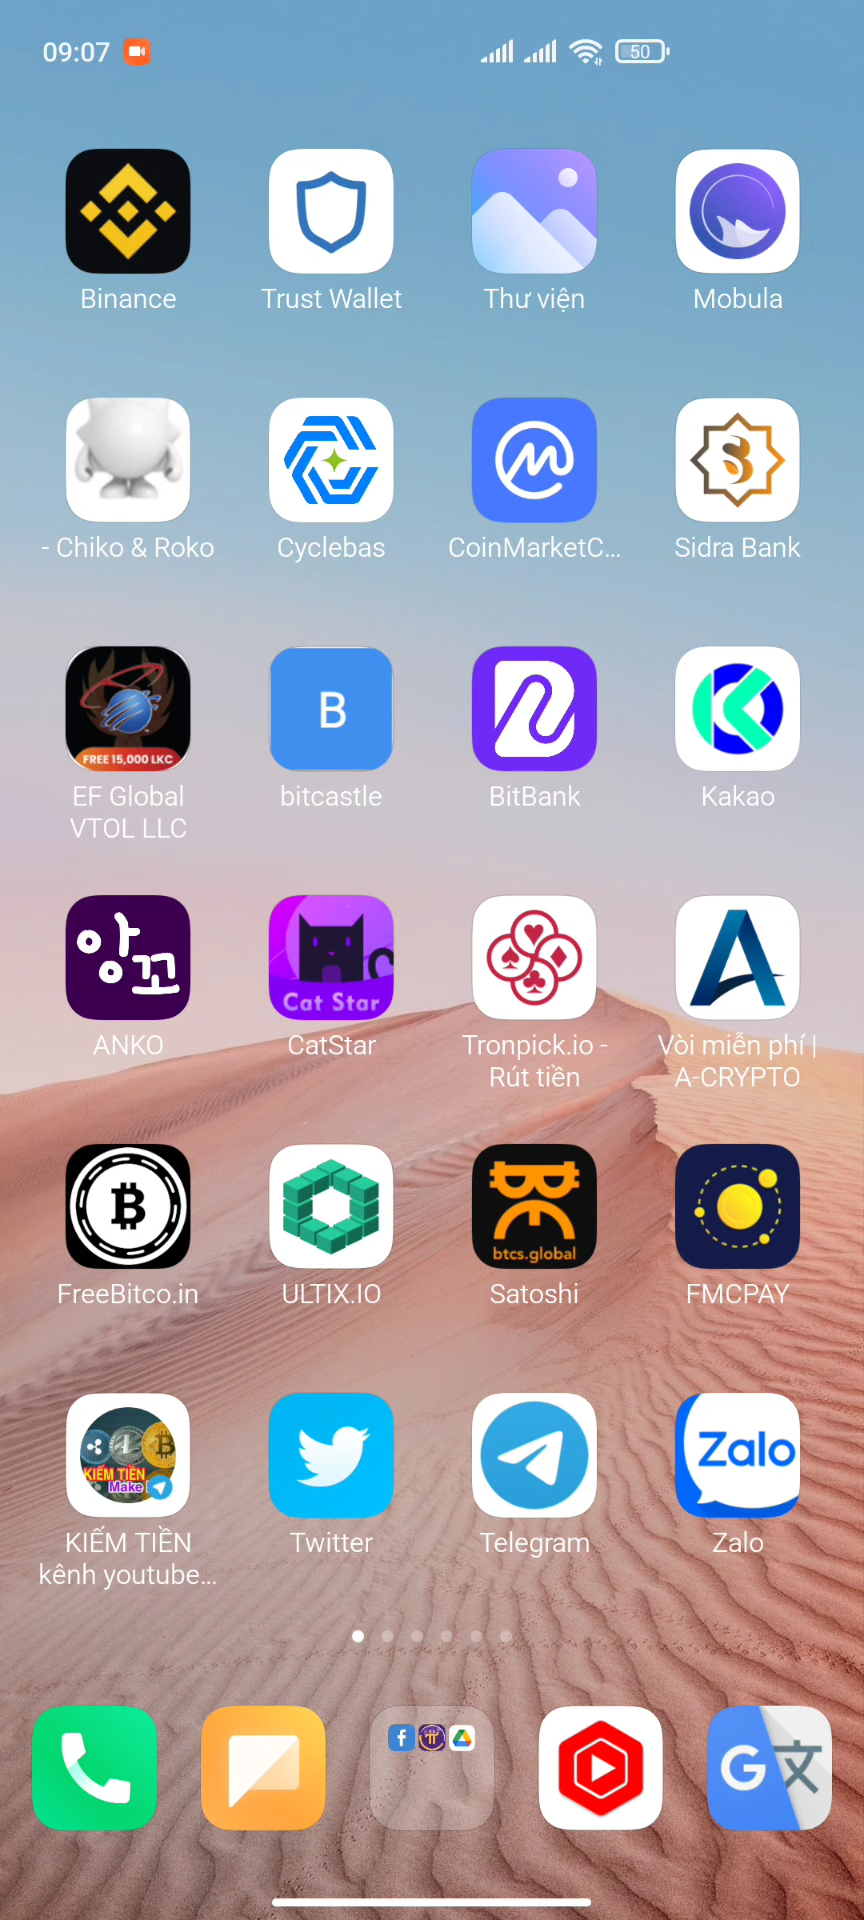 09:07
50
Binance
Trust Wallet
Thư viện
Mobula
- Chiko & Roko
Cyclebas
CoinMarketC...
Sidra Bank
FREE 15,000 LKC
B
EF Global
VTOL LLC
bitcastle
BitBank
Kakao
앙꼬
Cat Star
ANKO
CatStar
Tronpick.io -
Rút tiền
Vòi miễn phí |
A-CRYPTO
btcs.global
FreeBitco.in
ULTIX.IO
Satoshi
FMCPAY
KIẾM TIỀN
Make
Zalo
KIẾM TIỀN
kênh youtube...
Twitter
Telegram
Zalo
G 文